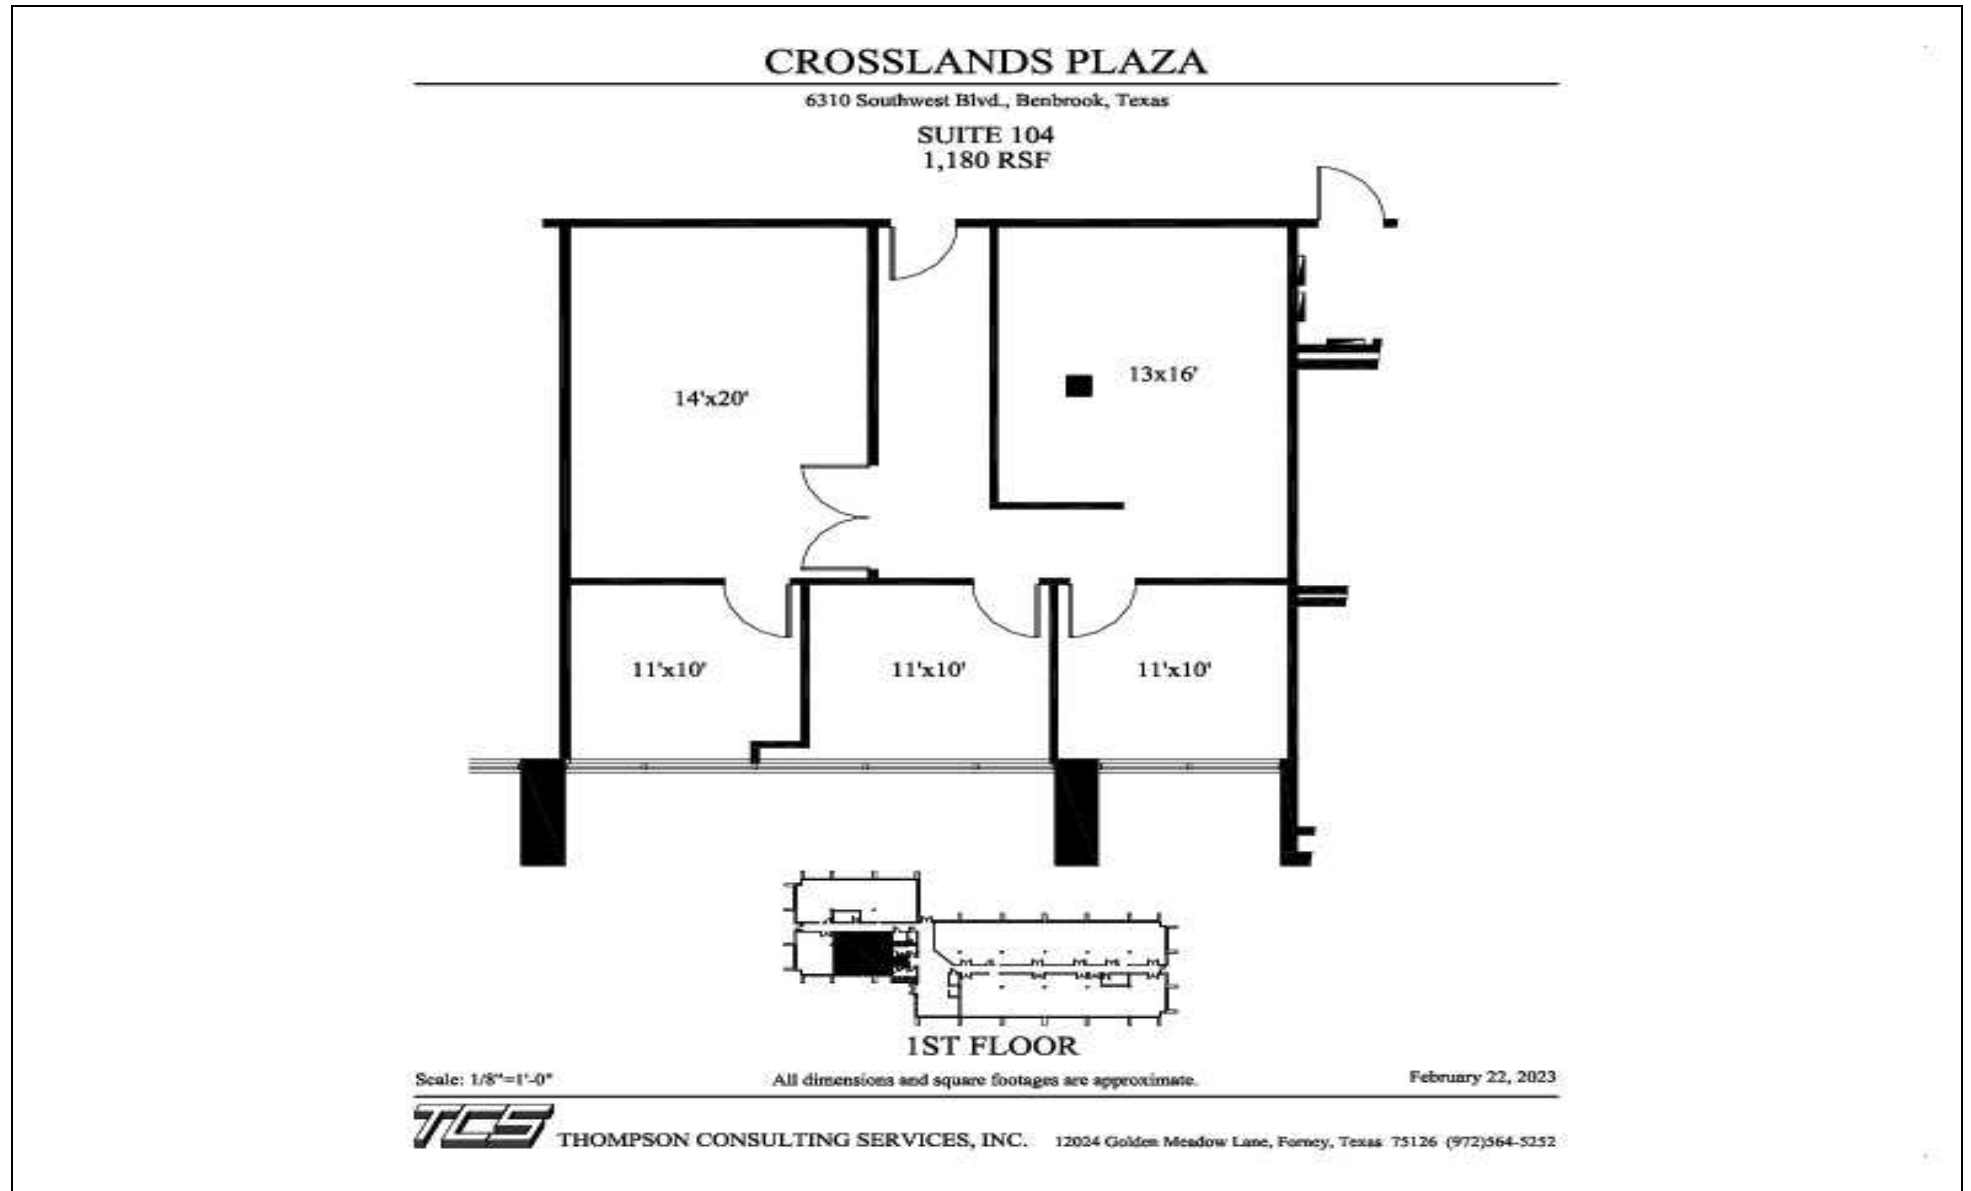 CROSSLANDS PLAZA
6310 Southwest Blvd., Benbrook, Texas
SUITE 104
1,180 RSF
14'x20'
13x16'
11'x10'
11'x10'
11'x10'
1ST FLOOR
Scale: 1/8"=1'-0"
All dimensions and square footages are approximate.
February 22, 2023
TCS
THOMPSON CONSULTING SERVICES, INC.
12024 Golden Meadow Lane, Forney, Texas 75126 (972)564-5252